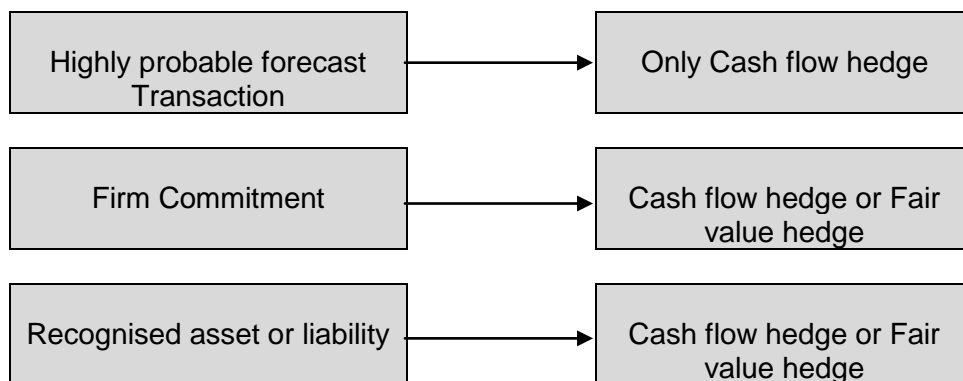 Highly probable forecast
Transaction
Only Cash flow hedge
Firm Commitment
Cash flow hedge or Fair
value hedge
Recognised asset or liability
Cash flow hedge or Fair
value hedge